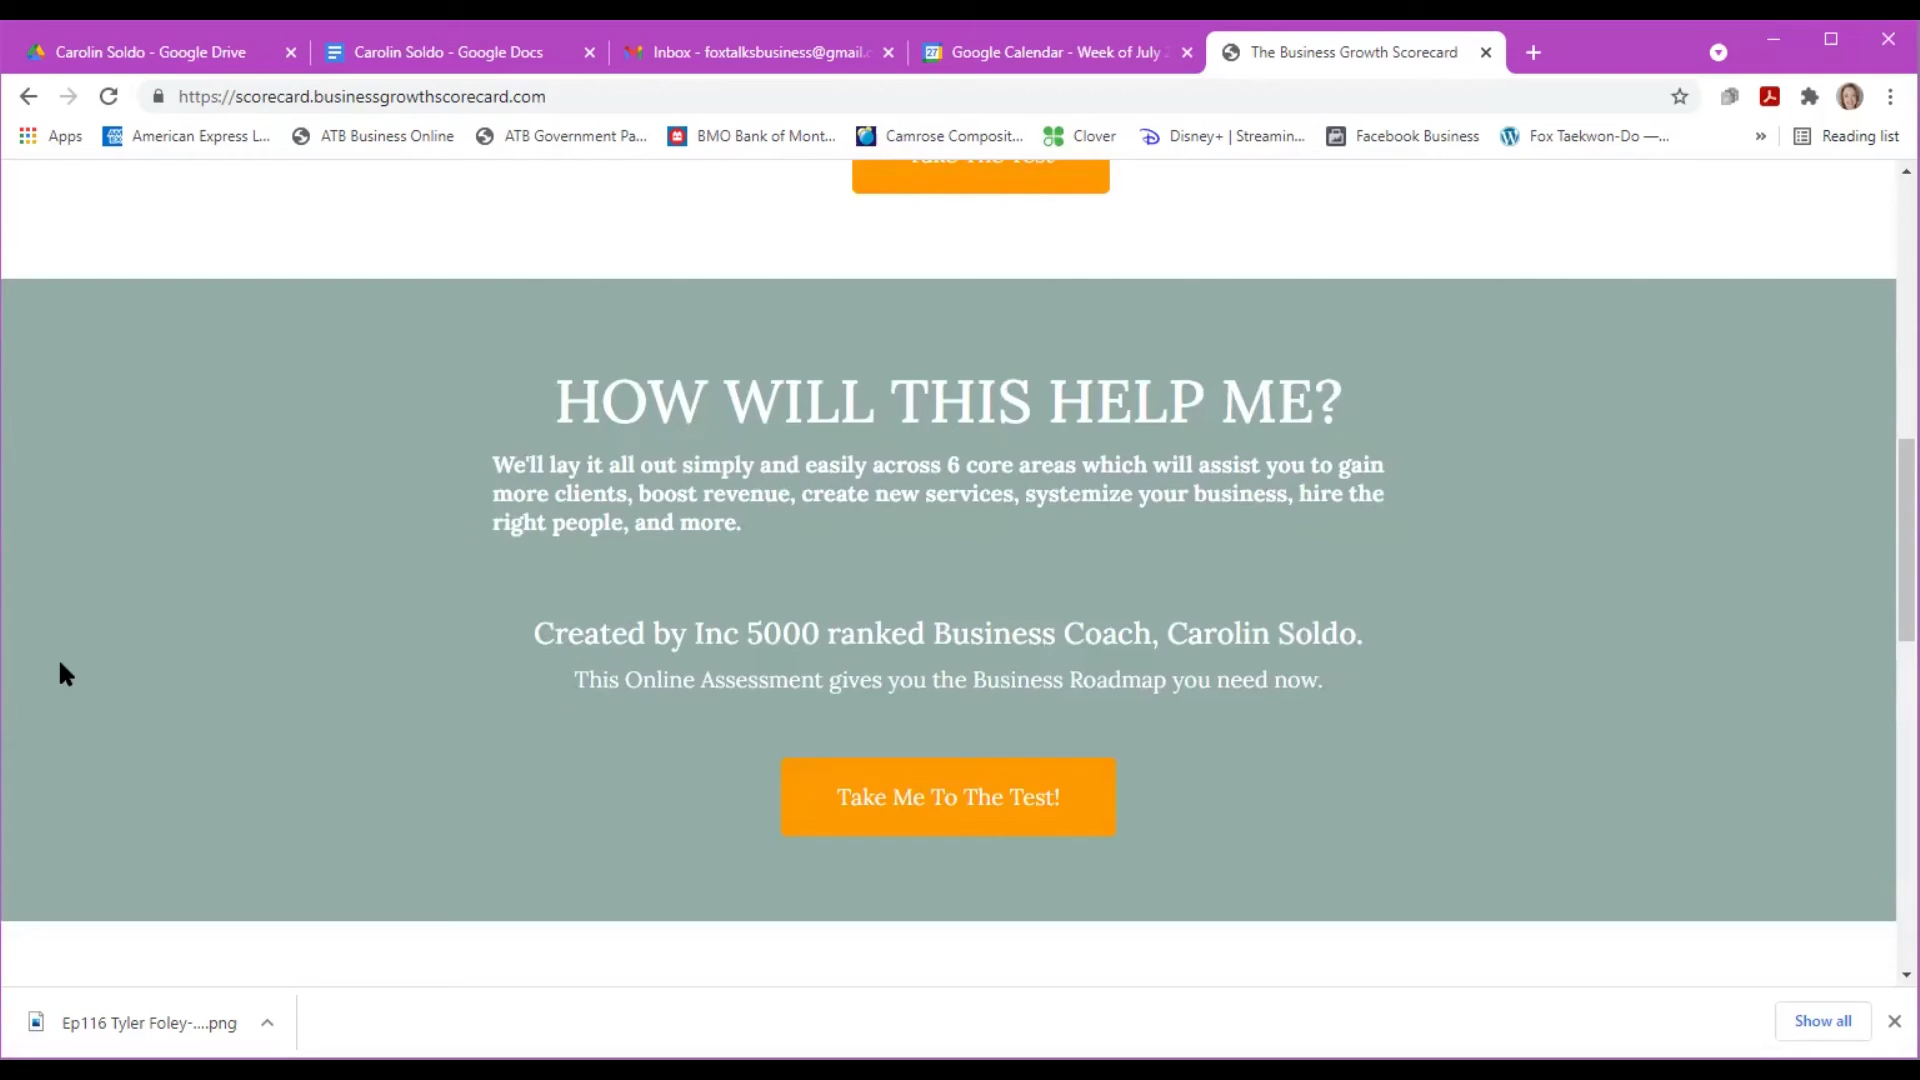 Carolin Soldo - Google Drive
Carolin Soldo - Google Docs
Inbox - foxtalksbusiness@gmail.c
Google Calendar - Week of July 2
The Business Growth Scorecard
https://scorecard.businessgrowthscorecard.com
Apps
American Express L...
ATB Business Online
ATB Government Pa...
BMO Bank of Mont...
Camrose Composit...
Clover
Disney+ | Streamin...
Facebook Business
Fox Taekwon-Do —...
»
Reading list
Take The Test
HOW WILL THIS HELP ME?
We'll lay it all out simply and easily across 6 core areas which will assist you to gain
more clients, boost revenue, create new services, systemize your business, hire the
right people, and more.
Created by Inc 5000 ranked Business Coach, Carolin Soldo.
This Online Assessment gives you the Business Roadmap you need now.
Take Me To The Test!
Ep116 Tyler Foley-....png
Show all